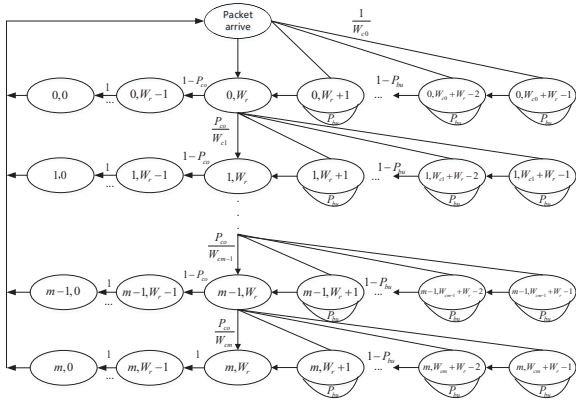 Packet arrive
1/W_{c0}
0,0 1 ... 0,W_r−1 1−P_{co} 0,W_r 0,W_r+1 1−P_{bu} ... 0,W_{c0}+W_r−2 0,W_{c0}+W_r−1
P_{bu} P_{bu} P_{bu}
P_{co}/W_{c1}
1,0 1 ... 1,W_r−1 1−P_{co} 1,W_r 1,W_r+1 1−P_{bu} ... 1,W_{c1}+W_r−2 1,W_{c1}+W_r−1
P_{bu} P_{bu} P_{bu}
. . .
P_{co}/W_{cm−1}
m−1,0 1 ... m−1,W_r−1 1−P_{co} m−1,W_r m−1,W_r+1 1−P_{bu} ... m−1,W_{cm−1}+W_r−2 m−1,W_{cm−1}+W_r−1
P_{bu} P_{bu} P_{bu}
P_{co}/W_{cm}
m,0 1 ... m,W_r−1 1 m,W_r m,W_r+1 1−P_{bu} ... m,W_{cm}+W_r−2 m,W_{cm}+W_r−1
P_{bu} P_{bu} P_{bu}